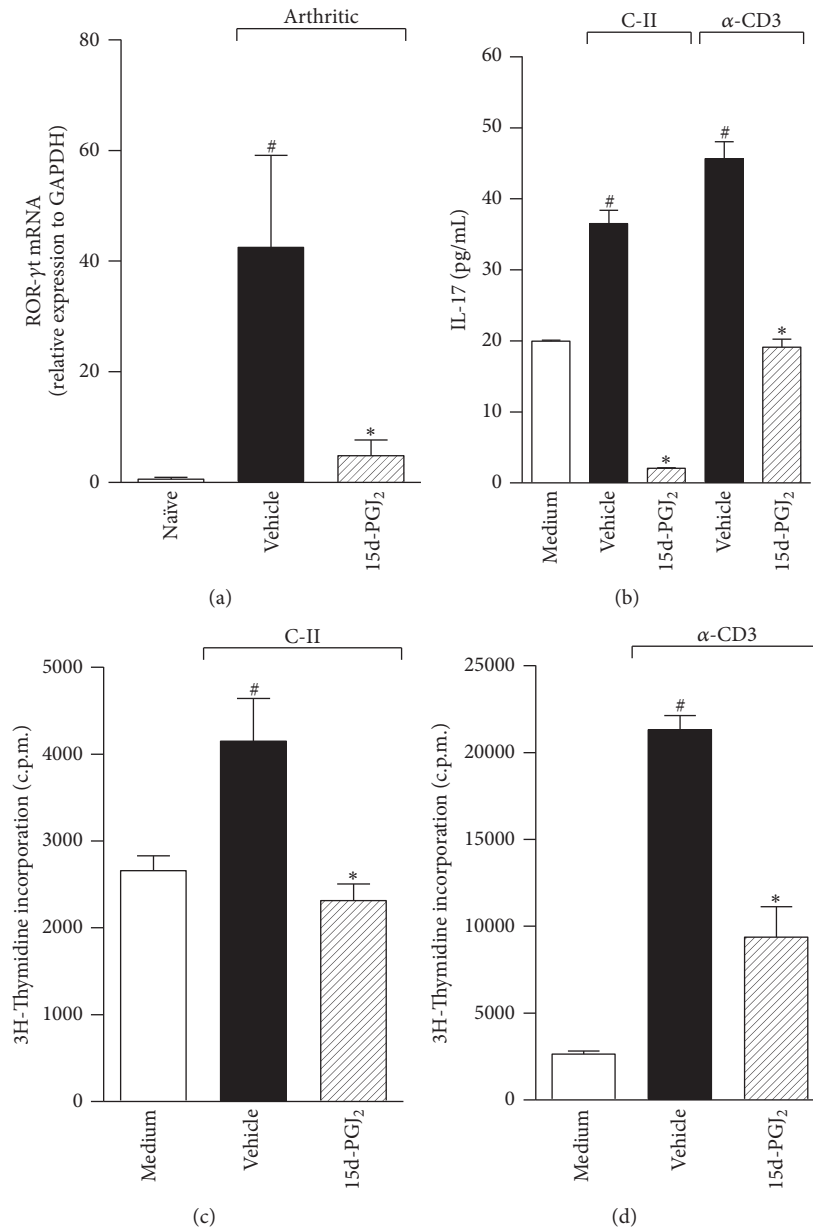 Arthritic
80
60
40
20
0
ROR-γt mRNA
(relative expression to GAPDH)
#
*
Naïve
Vehicle
15d-PGJ₂
(a)
C-II
α-CD3
60
50
40
30
20
10
0
IL-17 (pg/mL)
#
*
#
*
Medium
Vehicle
15d-PGJ₂
Vehicle
15d-PGJ₂
(b)
C-II
5000
4000
3000
2000
1000
0
3H-Thymidine incorporation (c.p.m.)
#
*
Medium
Vehicle
15d-PGJ₂
(c)
α-CD3
25000
20000
15000
10000
5000
0
3H-Thymidine incorporation (c.p.m.)
#
*
Medium
Vehicle
15d-PGJ₂
(d)